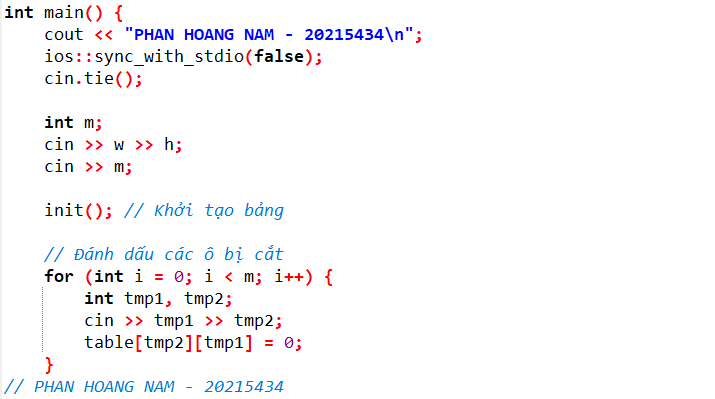 int main() {
    cout << "PHAN HOANG NAM - 20215434\n";
    ios::sync_with_stdio(false);
    cin.tie();

    int m;
    cin >> w >> h;
    cin >> m;

    init(); // Khởi tạo bảng

    // Đánh dấu các ô bị cắt
    for (int i = 0; i < m; i++) {
        int tmp1, tmp2;
        cin >> tmp1 >> tmp2;
        table[tmp2][tmp1] = 0;
    }
// PHAN HOANG NAM - 20215434